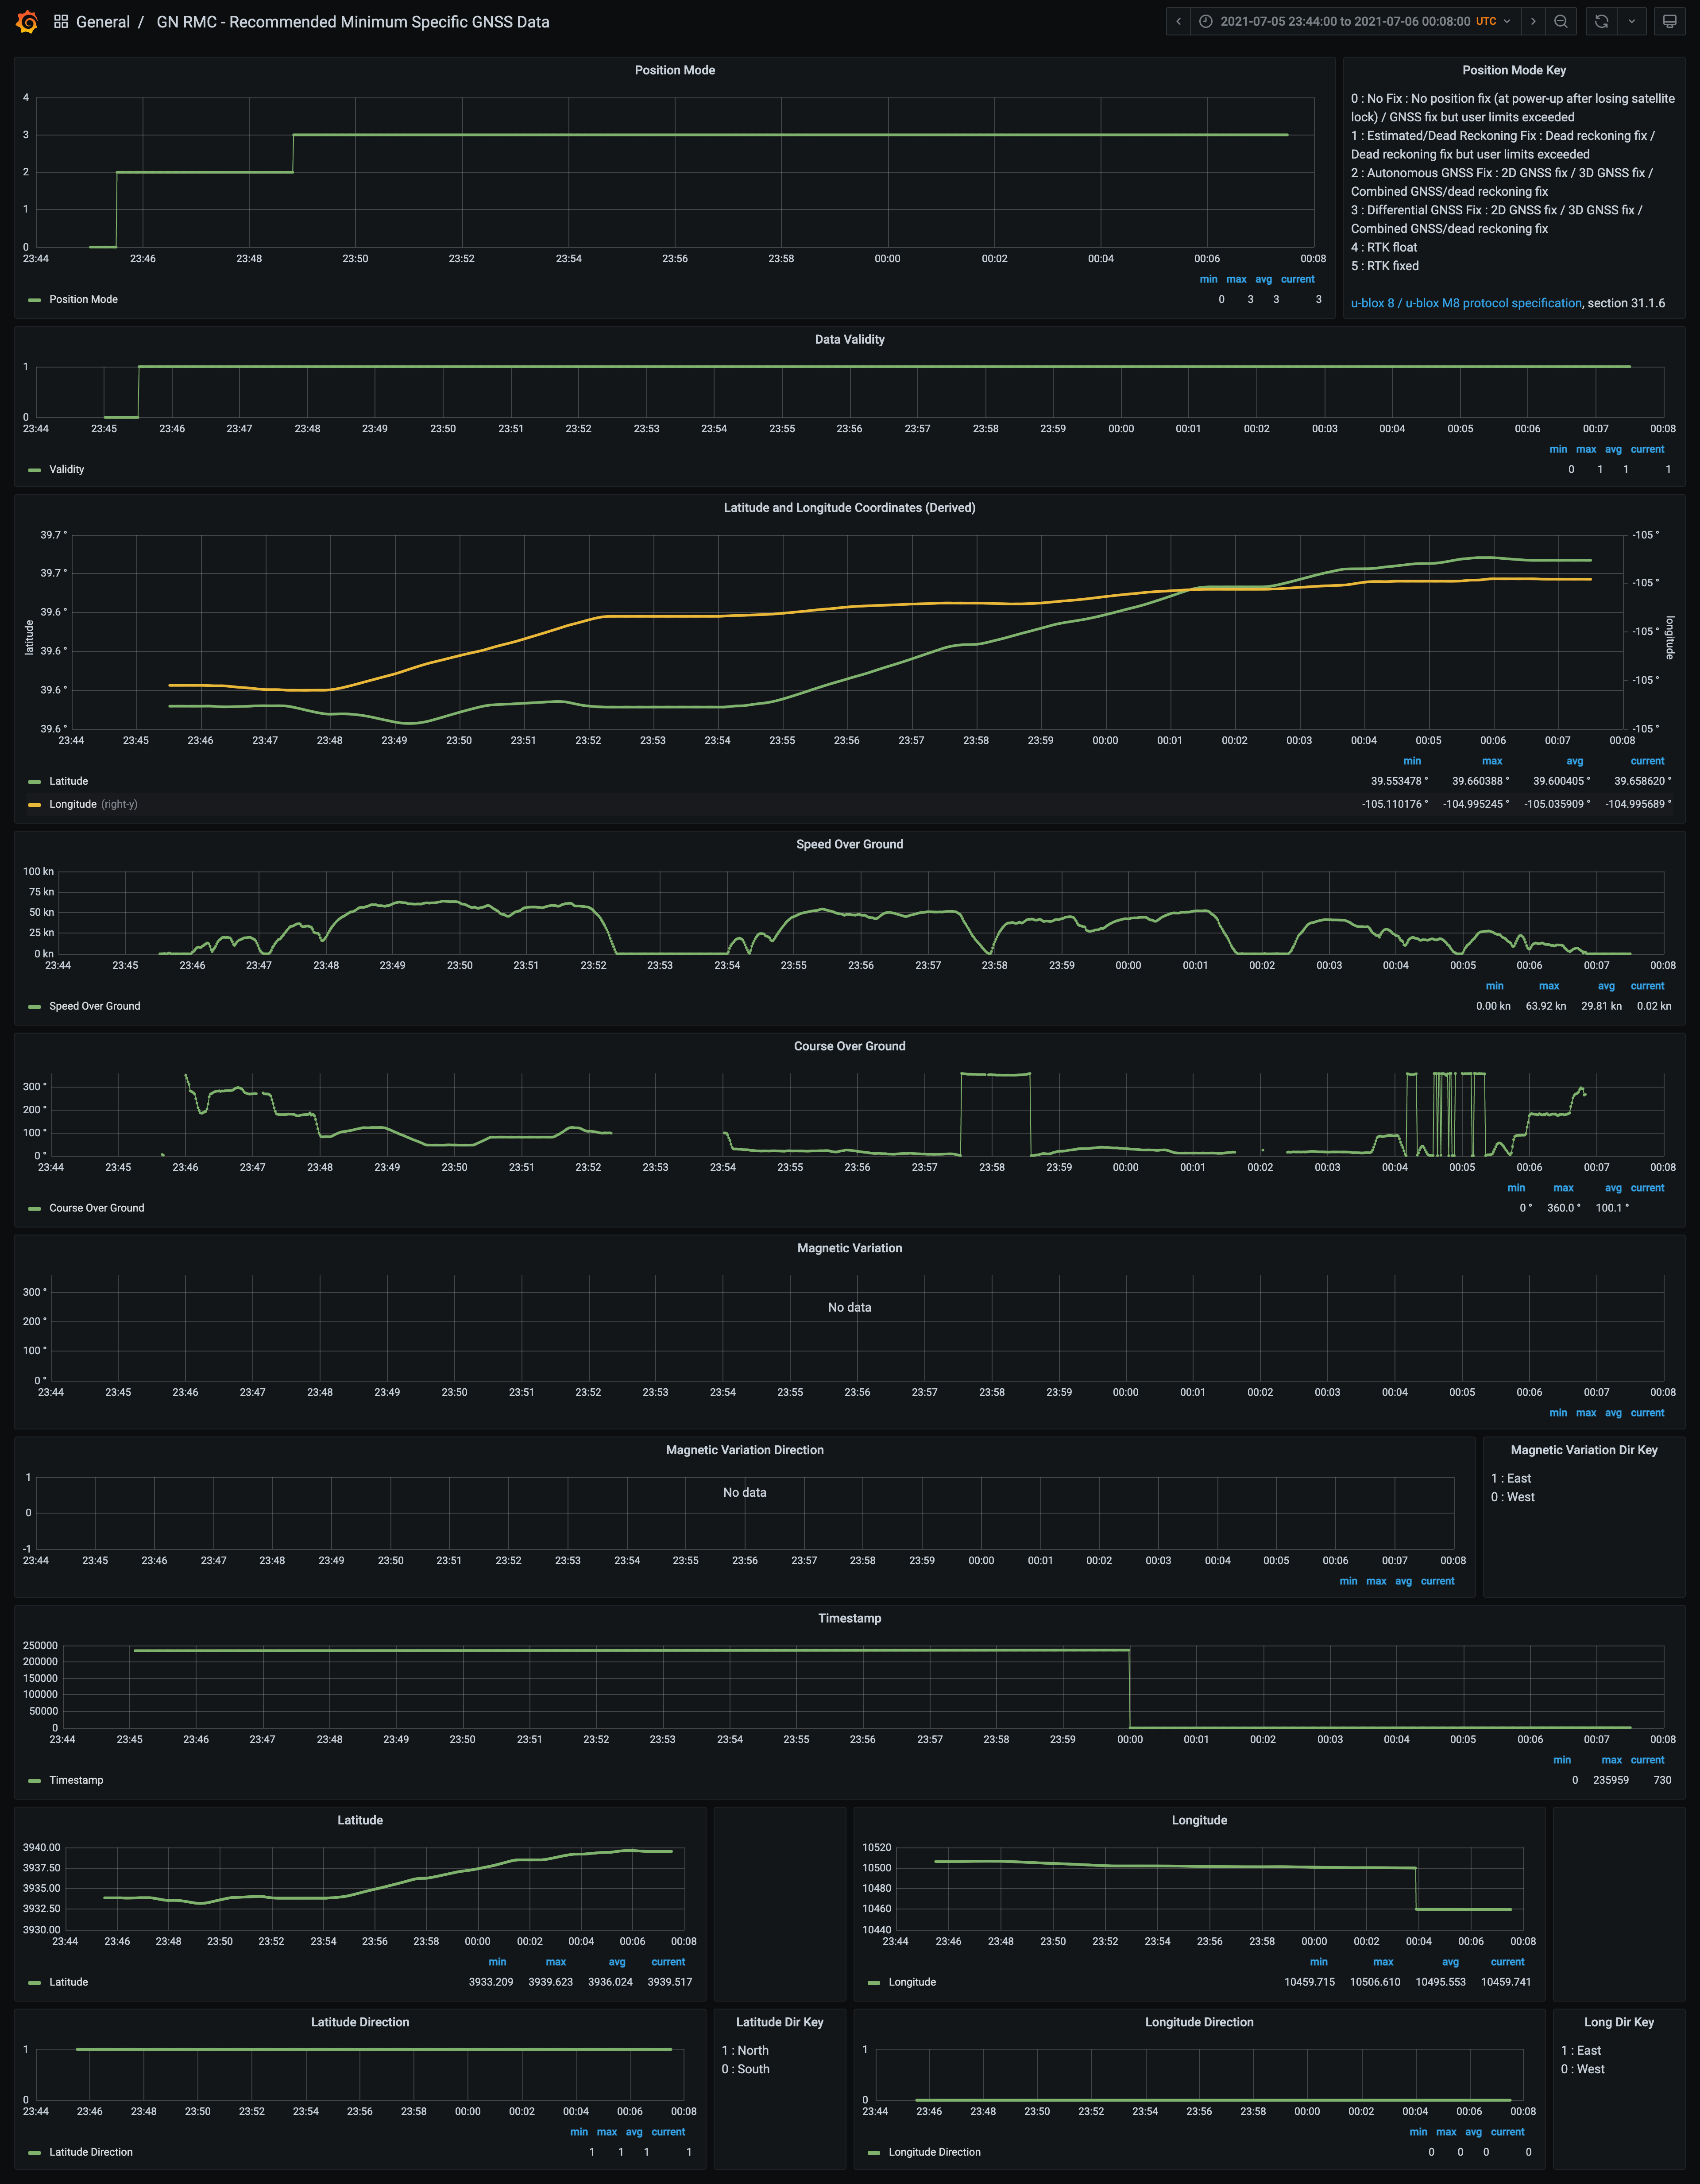 General / GN RMC - Recommended Minimum Specific GNSS Data
2021-07-05 23:44:00 to 2021-07-06 00:08:00 UTC
Position Mode
4
3
2
1
0
23:44 23:46 23:48 23:50 23:52 23:54 23:56 23:58 00:00 00:02 00:04 00:06 00:08
min max avg current
Position Mode 0 3 3 3
Position Mode Key
0 : No Fix : No position fix (at power-up after losing satellite
lock) / GNSS fix but user limits exceeded
1 : Estimated/Dead Reckoning Fix : Dead reckoning fix /
Dead reckoning fix but user limits exceeded
2 : Autonomous GNSS Fix : 2D GNSS fix / 3D GNSS fix /
Combined GNSS/dead reckoning fix
3 : Differential GNSS Fix : 2D GNSS fix / 3D GNSS fix /
Combined GNSS/dead reckoning fix
4 : RTK float
5 : RTK fixed
u-blox 8 / u-blox M8 protocol specification, section 31.1.6
Data Validity
1
0
23:44 23:45 23:46 23:47 23:48 23:49 23:50 23:51 23:52 23:53 23:54 23:55 23:56 23:57 23:58 23:59 00:00 00:01 00:02 00:03 00:04 00:05 00:06 00:07 00:08
min max avg current
Validity 0 1 1 1
Latitude and Longitude Coordinates (Derived)
39.7 ° -105 °
39.7 ° -105 °
39.6 ° -105 °
39.6 ° -105 °
39.6 °
39.6 ° -105 °
latitude
longitude
23:44 23:45 23:46 23:47 23:48 23:49 23:50 23:51 23:52 23:53 23:54 23:55 23:56 23:57 23:58 23:59 00:00 00:01 00:02 00:03 00:04 00:05 00:06 00:07 00:08
min max avg current
Latitude 39.553478 ° 39.660388 ° 39.600405 ° 39.658620 °
Longitude (right-y) -105.110176 ° -104.995245 ° -105.035909 ° -104.995689 °
Speed Over Ground
100 kn
75 kn
50 kn
25 kn
0 kn
23:44 23:45 23:46 23:47 23:48 23:49 23:50 23:51 23:52 23:53 23:54 23:55 23:56 23:57 23:58 23:59 00:00 00:01 00:02 00:03 00:04 00:05 00:06 00:07 00:08
min max avg current
Speed Over Ground 0.00 kn 63.92 kn 29.81 kn 0.02 kn
Course Over Ground
300 °
200 °
100 °
0 °
23:44 23:45 23:46 23:47 23:48 23:49 23:50 23:51 23:52 23:53 23:54 23:55 23:56 23:57 23:58 23:59 00:00 00:01 00:02 00:03 00:04 00:05 00:06 00:07 00:08
min max avg current
Course Over Ground 0 ° 360.0 ° 100.1 °
Magnetic Variation
300 °
No data
200 °
100 °
0 °
23:44 23:45 23:46 23:47 23:48 23:49 23:50 23:51 23:52 23:53 23:54 23:55 23:56 23:57 23:58 23:59 00:00 00:01 00:02 00:03 00:04 00:05 00:06 00:07 00:08
min max avg current
Magnetic Variation Direction
1
No data
0
-1
23:44 23:45 23:46 23:47 23:48 23:49 23:50 23:51 23:52 23:53 23:54 23:55 23:56 23:57 23:58 23:59 00:00 00:01 00:02 00:03 00:04 00:05 00:06 00:07 00:08
min max avg current
Magnetic Variation Dir Key
1 : East
0 : West
Timestamp
250000
200000
150000
100000
50000
0
23:44 23:45 23:46 23:47 23:48 23:49 23:50 23:51 23:52 23:53 23:54 23:55 23:56 23:57 23:58 23:59 00:00 00:01 00:02 00:03 00:04 00:05 00:06 00:07 00:08
min max current
Timestamp 0 235959 730
Latitude
3940.00
3937.50
3935.00
3932.50
3930.00
23:44 23:46 23:48 23:50 23:52 23:54 23:56 23:58 00:00 00:02 00:04 00:06 00:08
min max avg current
Latitude 3933.209 3939.623 3936.024 3939.517
Longitude
10520
10500
10480
10460
10440
23:44 23:46 23:48 23:50 23:52 23:54 23:56 23:58 00:00 00:02 00:04 00:06 00:08
min max avg current
Longitude 10459.715 10506.610 10495.553 10459.741
Latitude Direction
1
0
23:44 23:46 23:48 23:50 23:52 23:54 23:56 23:58 00:00 00:02 00:04 00:06 00:08
min max avg current
Latitude Direction 1 1 1 1
Latitude Dir Key
1 : North
0 : South
Longitude Direction
1
0
23:44 23:46 23:48 23:50 23:52 23:54 23:56 23:58 00:00 00:02 00:04 00:06 00:08
min max avg current
Longitude Direction 0 0 0 0
Long Dir Key
1 : East
0 : West